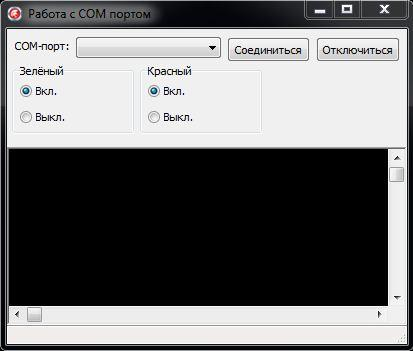 Работа с COM портом
COM-порт:
Соединиться
Отключиться
Зелёный
Вкл.
Выкл.
Красный
Вкл.
Выкл.